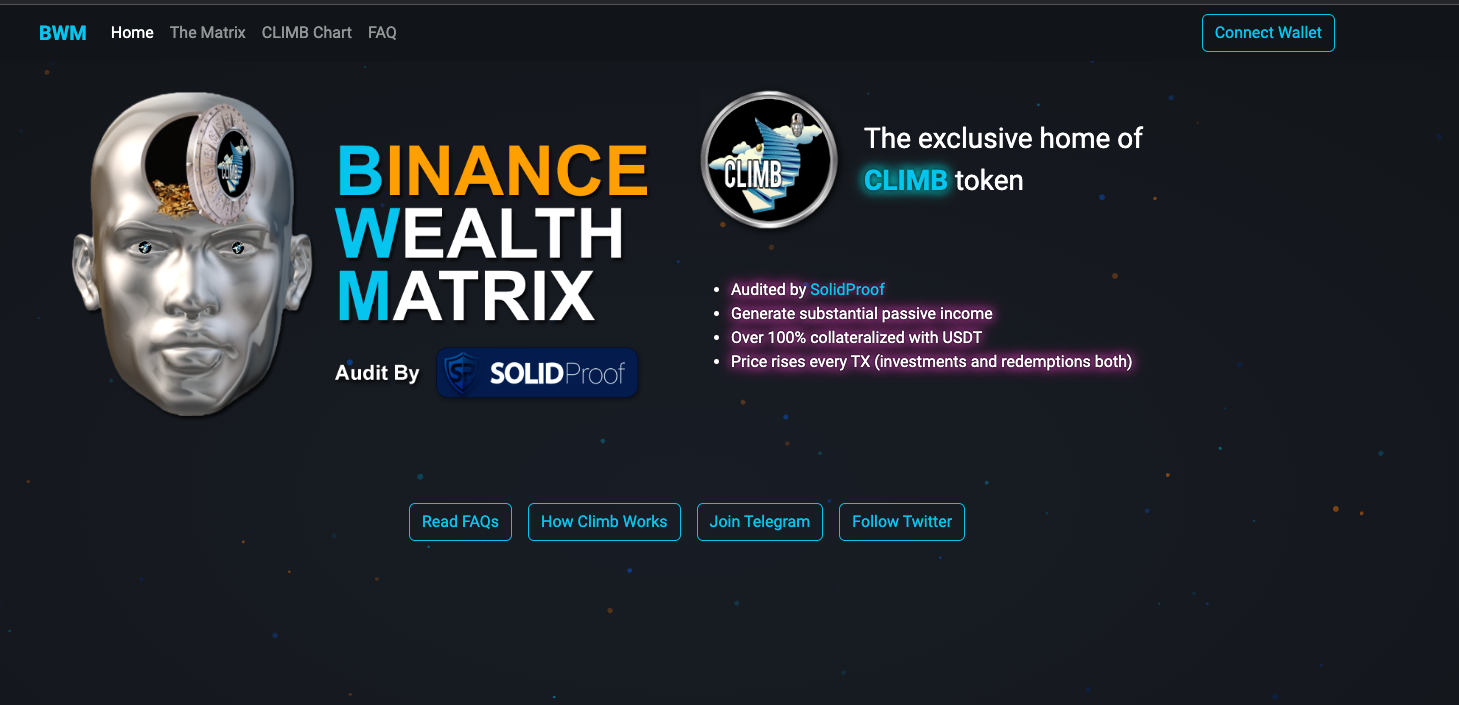 BWM Home The Matrix CLIMB Chart FAQ Connect Wallet
BINANCE
WEALTH
MATRIX
Audit By SOLIDProof
CLIMB
The exclusive home of
CLIMB token
Audited by SolidProof
Generate substantial passive income
Over 100% collateralized with USDT
Price rises every TX (investments and redemptions both)
Read FAQs How Climb Works Join Telegram Follow Twitter